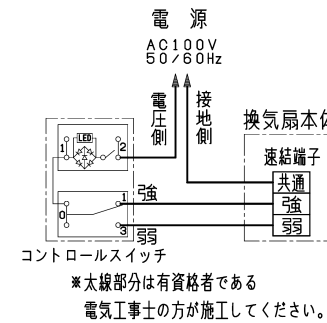 電源
AC100V
50/60Hz
電圧側
接地側
換気扇本体
速結端子
LED
1
2
共通
強
強
1
0
弱
3
弱
コントロールスイッチ
※太線部分は有資格者である
電気工事士の方が施工してください。